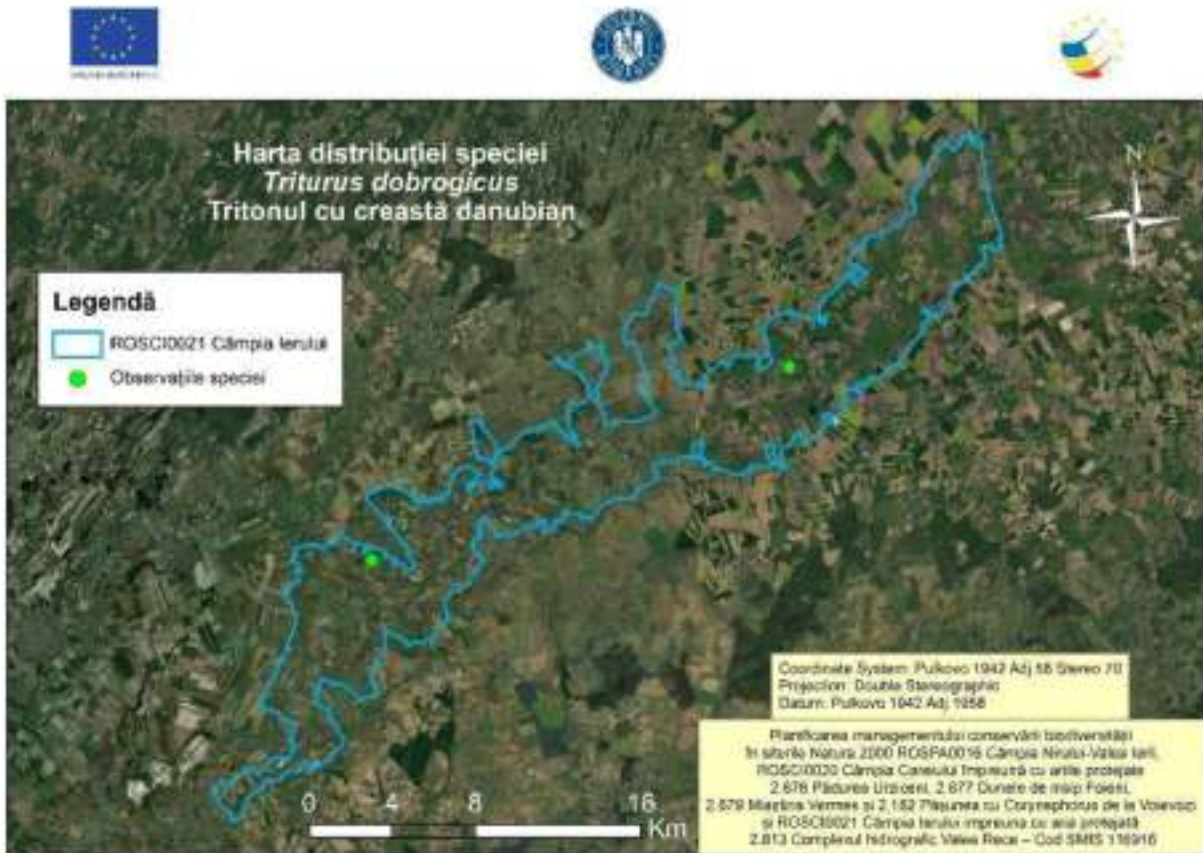 Harta distribuției speciei
Triturus dobrogicus
Tritonul cu creastă danubian
N
Legendă
ROSCI0021 Câmpia Ierului
Observațiile speciei
Coordinate System: Pulkovo 1942 Adj 58 Stereo 70
Projection: Double Stereographic
Datum: Pulkovo 1942 Adj 1958
Planificarea managementului conservării biodiversității
în siturile Natura 2000 ROSPA0016 Câmpia Nirului-Valea Ierii,
ROSCI0020 Câmpia Careiului împreună cu ariile protejate
2.676 Pădurea Urziceni, 2.677 Dunele de nisip Foieni,
2.679 Mlaștina Vermeș și 2.182 Pășunea cu Corynephorus de la Voievozi
și ROSCI0021 Câmpia Ierului împreună cu aria protejată
2.813 Complexul hidrografic Valea Rece – Cod SMIS 116916
0 4 8 16
Km